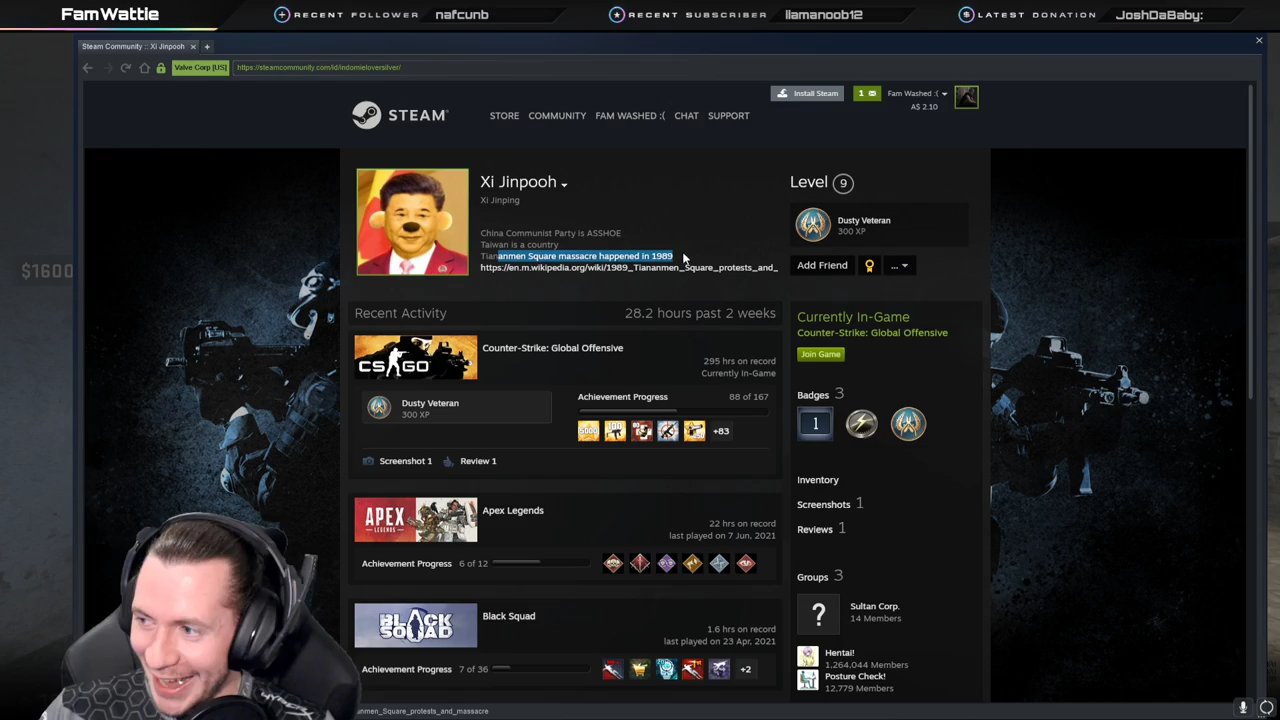 FamWattle
RECENT FOLLOWER nafcunb
RECENT SUBSCRIBER llamanoob12
LATEST DONATION JoshDaBaby:
Steam Community :: Xi Jinpooh × +
×
Valve Corp [US] https://steamcommunity.com/id/indomieloversilver/
Install Steam 1 Fam Washed :(
A$ 2.10
STEAM STORE COMMUNITY FAM WASHED :( CHAT SUPPORT
Xi Jinpooh
Xi Jinping
China Communist Party is ASSHOE
Taiwan is a country
Tiananmen Square massacre happened in 1989
https://en.m.wikipedia.org/wiki/1989_Tiananmen_Square_protests_and_
Level 9
Dusty Veteran
300 XP
Add Friend ...
$1600
Recent Activity 28.2 hours past 2 weeks
CS GO
Counter-Strike: Global Offensive
295 hrs on record
Currently In-Game
Dusty Veteran
300 XP
Achievement Progress 88 of 167
5000 100 +83
Screenshot 1 Review 1
APEX
LEGENDS
Apex Legends
22 hrs on record
last played on 7 Jun, 2021
Achievement Progress 6 of 12
BLACK
SQUAD
Black Squad
1.6 hrs on record
last played on 23 Apr, 2021
Achievement Progress 7 of 36
+2
Currently In-Game
Counter-Strike: Global Offensive
Join Game
Badges 3
1
Inventory
Screenshots 1
Reviews 1
Groups 3
?
Sultan Corp.
14 Members
Hentai!
1,264,044 Members
Posture Check!
12,779 Members
nmen_Square_protests_and_massacre